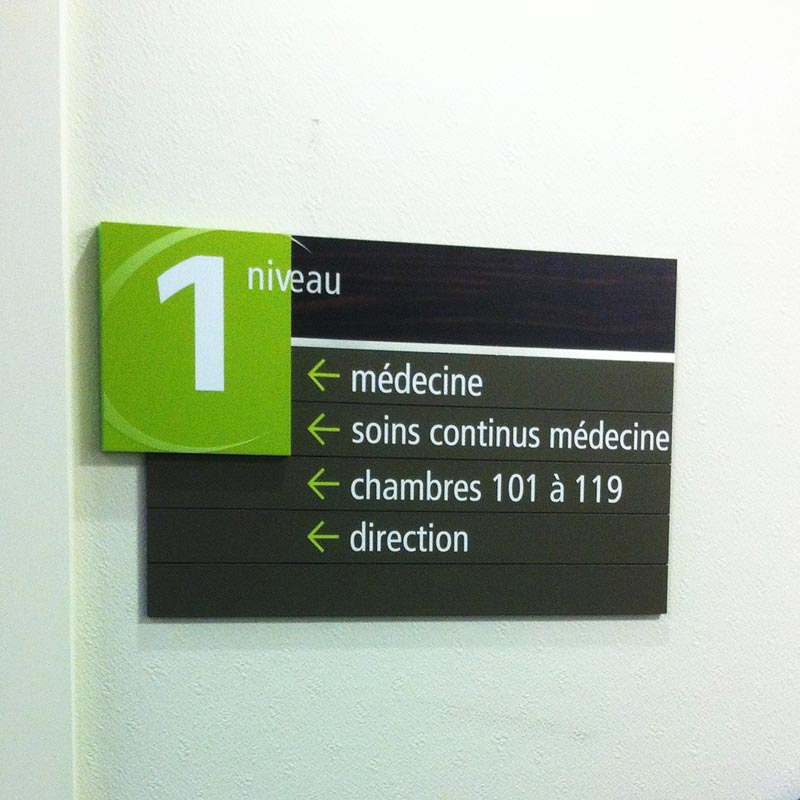 1 niveau
← médecine
← soins continus médecine
← chambres 101 à 119
← direction